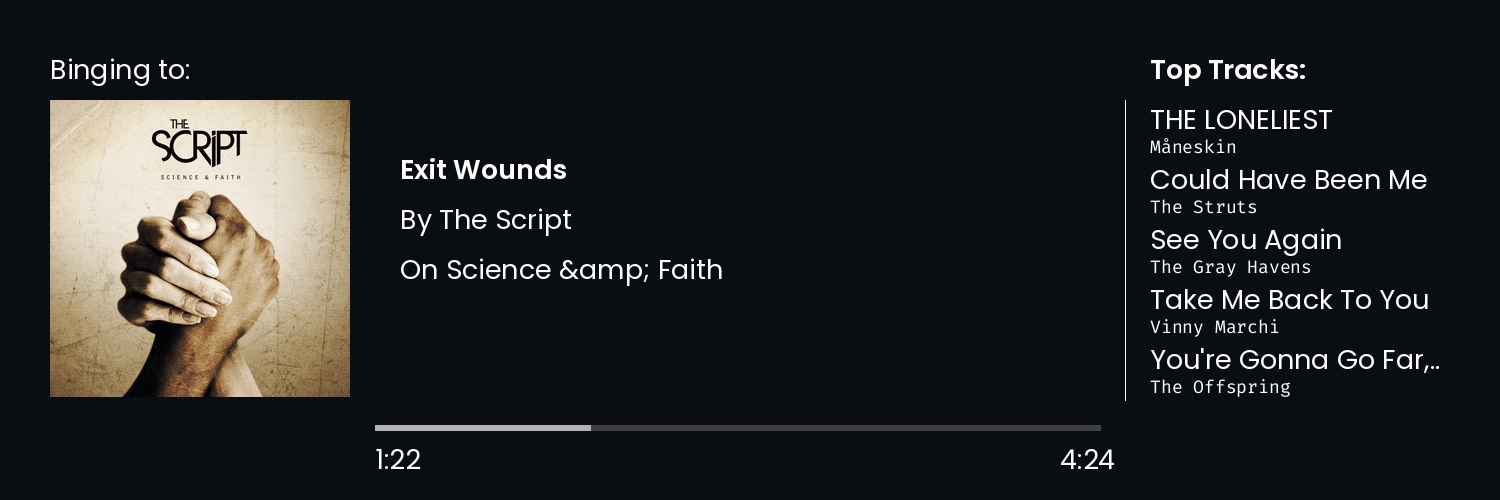 Binging to:
THE
SCRIPT
SCIENCE & FAITH
Exit Wounds
By The Script
On Science &amp; Faith
1:22
4:24
Top Tracks:
THE LONELIEST
Måneskin
Could Have Been Me
The Struts
See You Again
The Gray Havens
Take Me Back To You
Vinny Marchi
You're Gonna Go Far,..
The Offspring